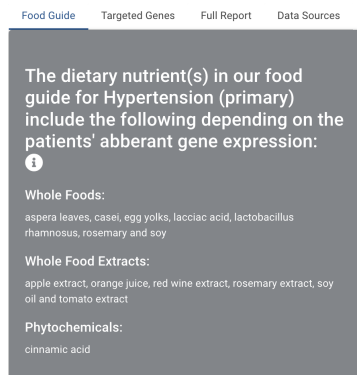 Food Guide Targeted Genes Full Report Data Sources
The dietary nutrient(s) in our food
guide for Hypertension (primary)
include the following depending on the
patients' abberant gene expression:
i
Whole Foods:
aspera leaves, casei, egg yolks, lacciac acid, lactobacillus
rhamnosus, rosemary and soy
Whole Food Extracts:
apple extract, orange juice, red wine extract, rosemary extract, soy
oil and tomato extract
Phytochemicals:
cinnamic acid